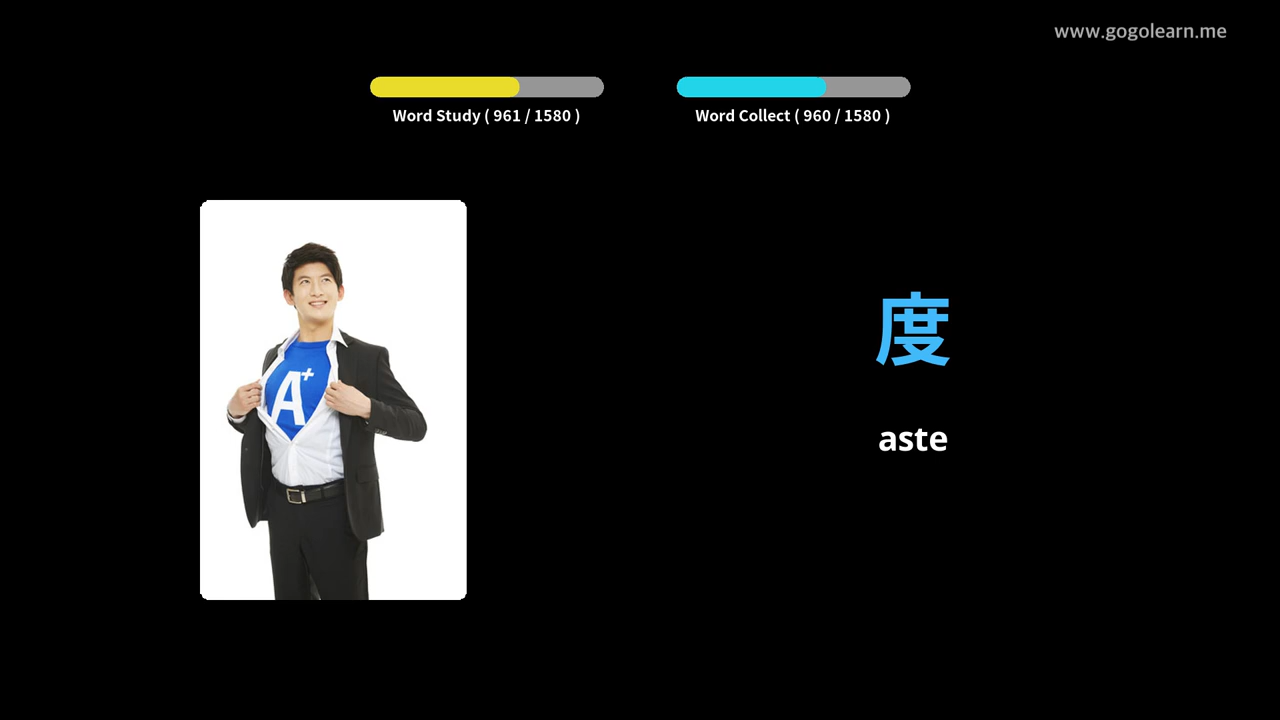 www.gogolearn.me
Word Study ( 961 / 1580 )
Word Collect ( 960 / 1580 )
A+
度
aste